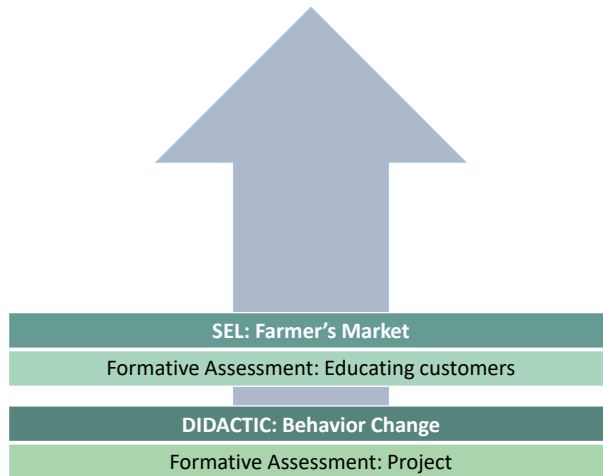 SEL: Farmer’s Market
Formative Assessment: Educating customers
DIDACTIC: Behavior Change
Formative Assessment: Project